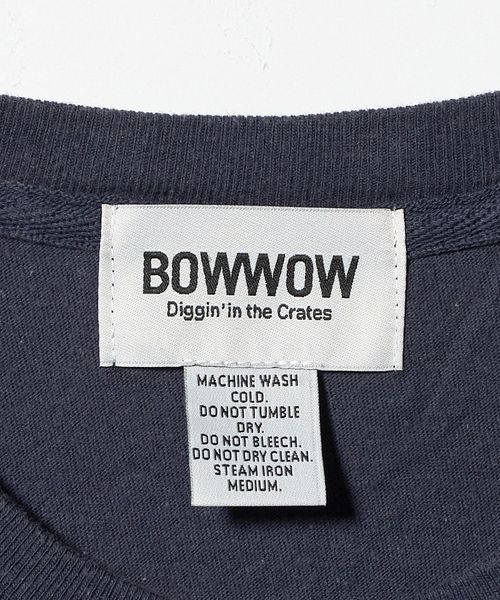 BOWWOW
Diggin' in the Crates
MACHINE WASH
COLD.
DO NOT TUMBLE
DRY.
DO NOT BLEECH.
DO NOT DRY CLEAN.
STEAM IRON
MEDIUM.